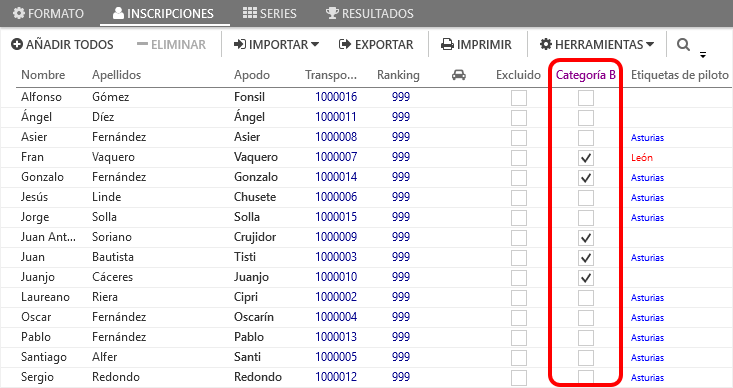 FORMATO INSCRIPCIONES SERIES RESULTADOS
AÑADIR TODOS ELIMINAR IMPORTAR EXPORTAR IMPRIMIR HERRAMIENTAS
Nombre Apellidos Apodo Transpo... Ranking Excluido Categoría B Etiquetas de piloto
Alfonso Gómez Fonsil 1000016 999
Ángel Díez Ángel 1000011 999
Asier Fernández Asier 1000008 999 Asturias
Fran Vaquero Vaquero 1000007 999 León
Gonzalo Fernández Gonzalo 1000014 999 Asturias
Jesús Linde Chusete 1000006 999 Asturias
Jorge Solla Solla 1000015 999 Asturias
Juan Ant... Soriano Crujidor 1000009 999
Juan Bautista Tisti 1000003 999 Asturias
Juanjo Cáceres Juanjo 1000010 999
Laureano Riera Cipri 1000002 999 Asturias
Oscar Fernández Oscarín 1000004 999 Asturias
Pablo Fernández Pablo 1000013 999 Asturias
Santiago Alfer Santi 1000005 999 Asturias
Sergio Redondo Redondo 1000012 999 Asturias